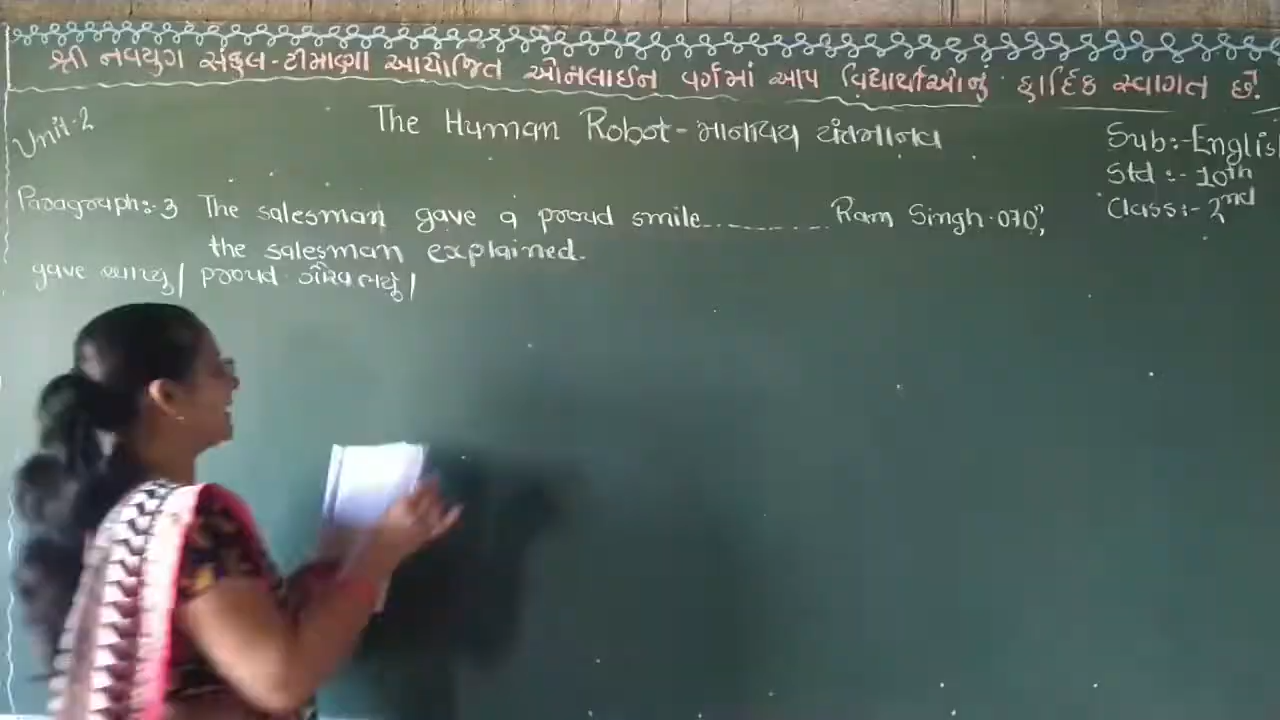 શ્રી નવયુગ સંકુલ-ટીમાણા આયોજિત ઓનલાઈન વર્ગમાં આપ વિદ્યાર્થીઓનું હાર્દિક સ્વાગત છે.
Unit-2
The Human Robot-માનવીય યંત્રમાનવ
Sub:-English
Std :- 10th
Class:- 2nd
Paragraph:-3 The salesman gave a proud smile.......... Ram Singh-070",
the salesman explained.
gave આપ્યું/ proud ગૌરવભર્યું/